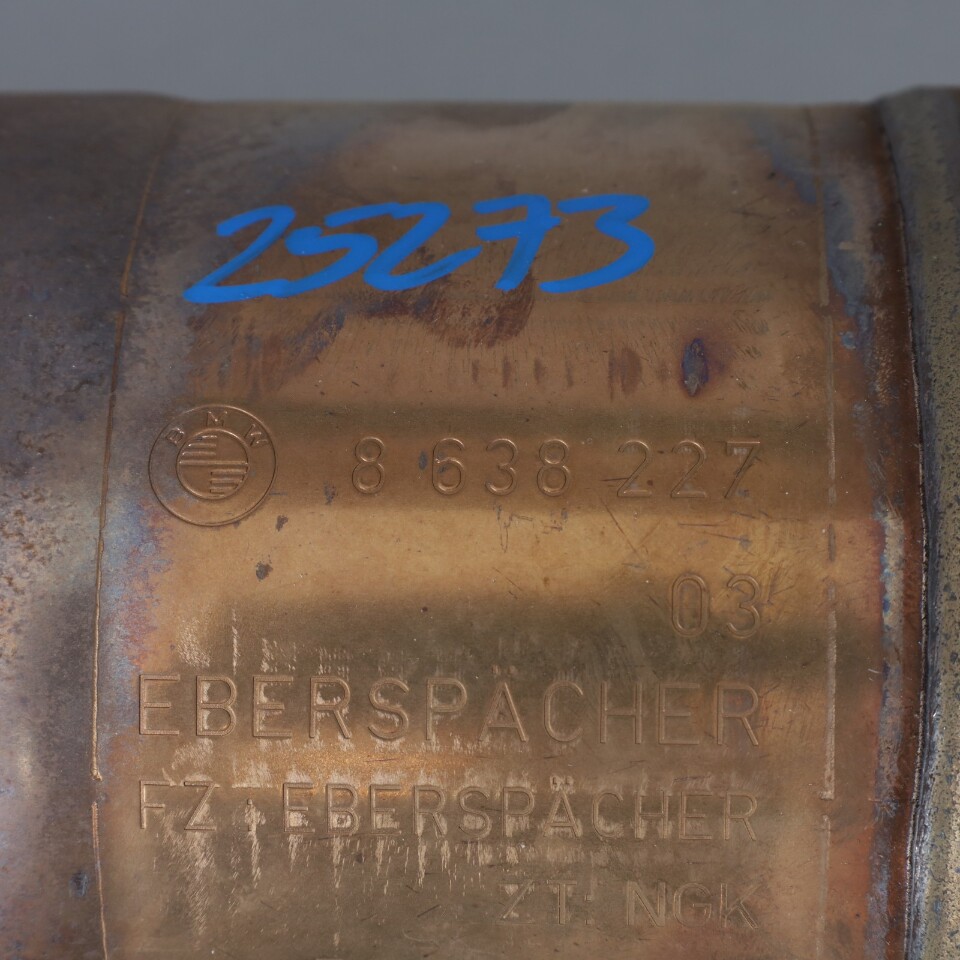 25273
BMW 8 638 227
03
EBERSPÄCHER
FZ: EBERSPÄCHER
ZT: NGK